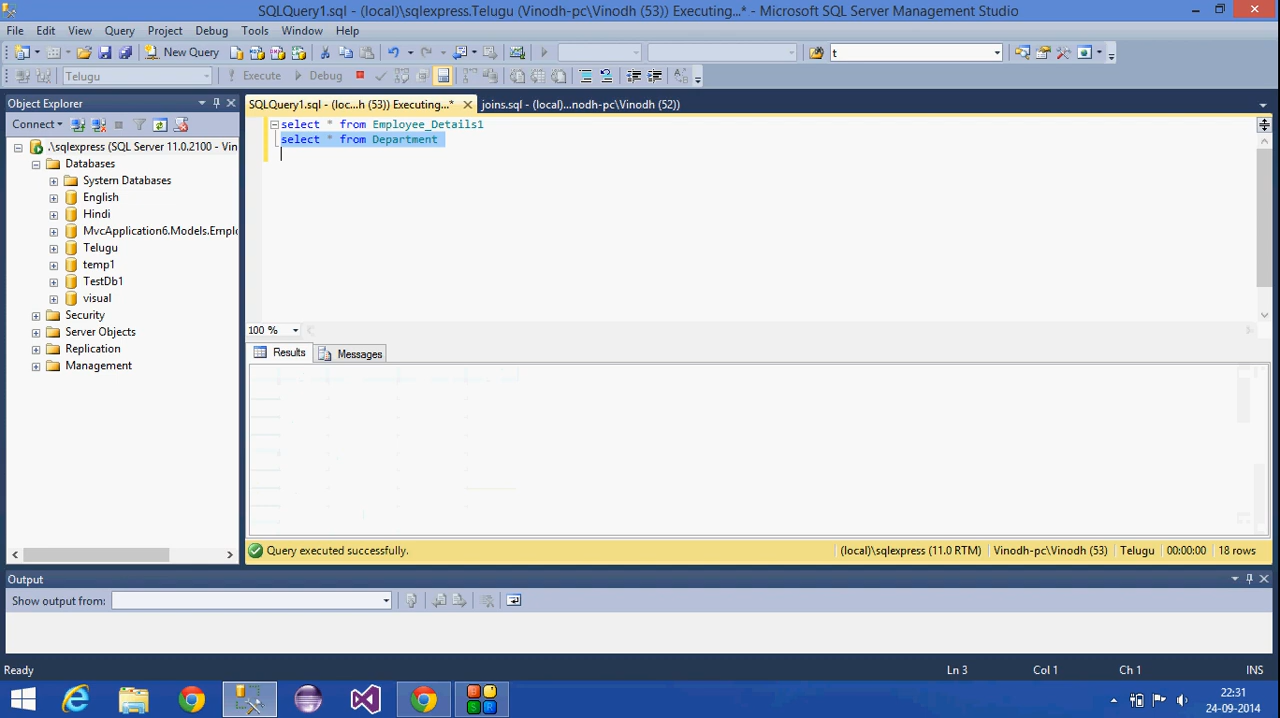 SQLQuery1.sql - (local)\sqlexpress.Telugu (Vinodh-pc\Vinodh (53)) Executing...* - Microsoft SQL Server Management Studio
File Edit View Query Project Debug Tools Window Help
New Query t
Telugu Execute Debug
Object Explorer
Connect
.\sqlexpress (SQL Server 11.0.2100 - Vin
Databases
System Databases
English
Hindi
MvcApplication6.Models.Emplo
Telugu
temp1
TestDb1
visual
Security
Server Objects
Replication
Management
SQLQuery1.sql - (loc...h (53)) Executing...* joins.sql - (local)...nodh-pc\Vinodh (52))
select * from Employee_Details1
select * from Department
100 %
Results Messages
Query executed successfully. (local)\sqlexpress (11.0 RTM) Vinodh-pc\Vinodh (53) Telugu 00:00:00 18 rows
Output
Show output from:
Ready Ln 3 Col 1 Ch 1 INS
22:31
24-09-2014